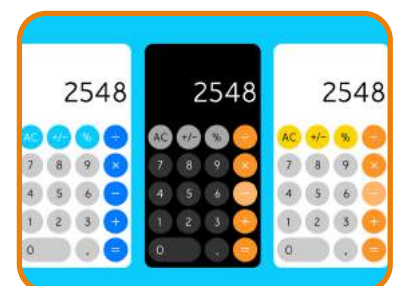 2548
AC +/- % ÷
7 8 9 ×
4 5 6 −
1 2 3 +
0 , =
2548
AC +/- % ÷
7 8 9 ×
4 5 6 −
1 2 3 +
0 , =
2548
AC +/- % ÷
7 8 9 ×
4 5 6 −
1 2 3 +
0 , =